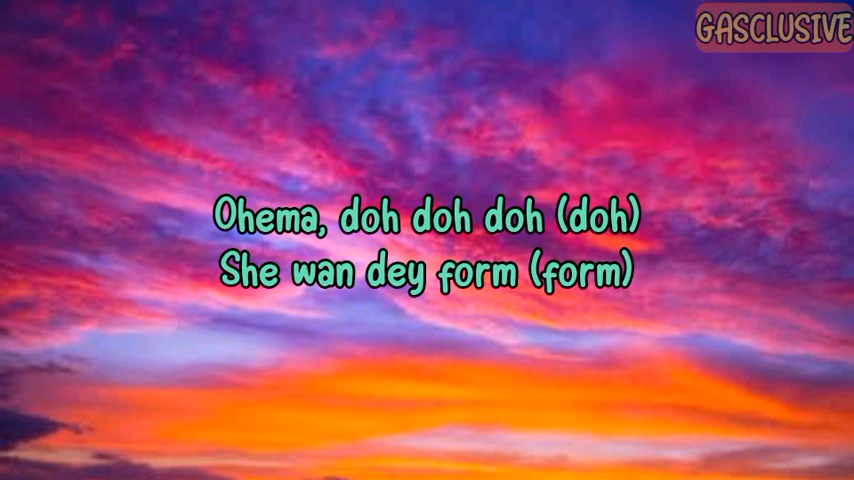 GASCLUSIVE
Ohema, doh doh doh (doh)
She wan dey form (form)